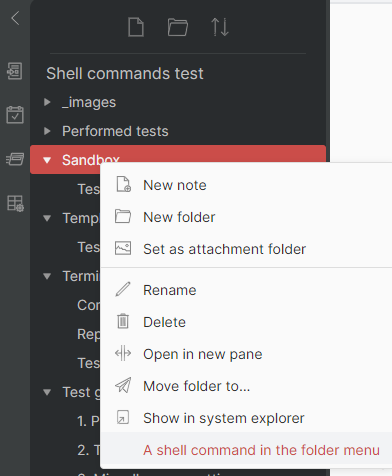 Shell commands test
_images
Performed tests
Sandbox
Tes
New note
New folder
Templ
Tes
Set as attachment folder
Termi
Rename
Con
Delete
Rep
Open in new pane
Tes
Move folder to...
Test g
Show in system explorer
1. P
A shell command in the folder menu
2. T